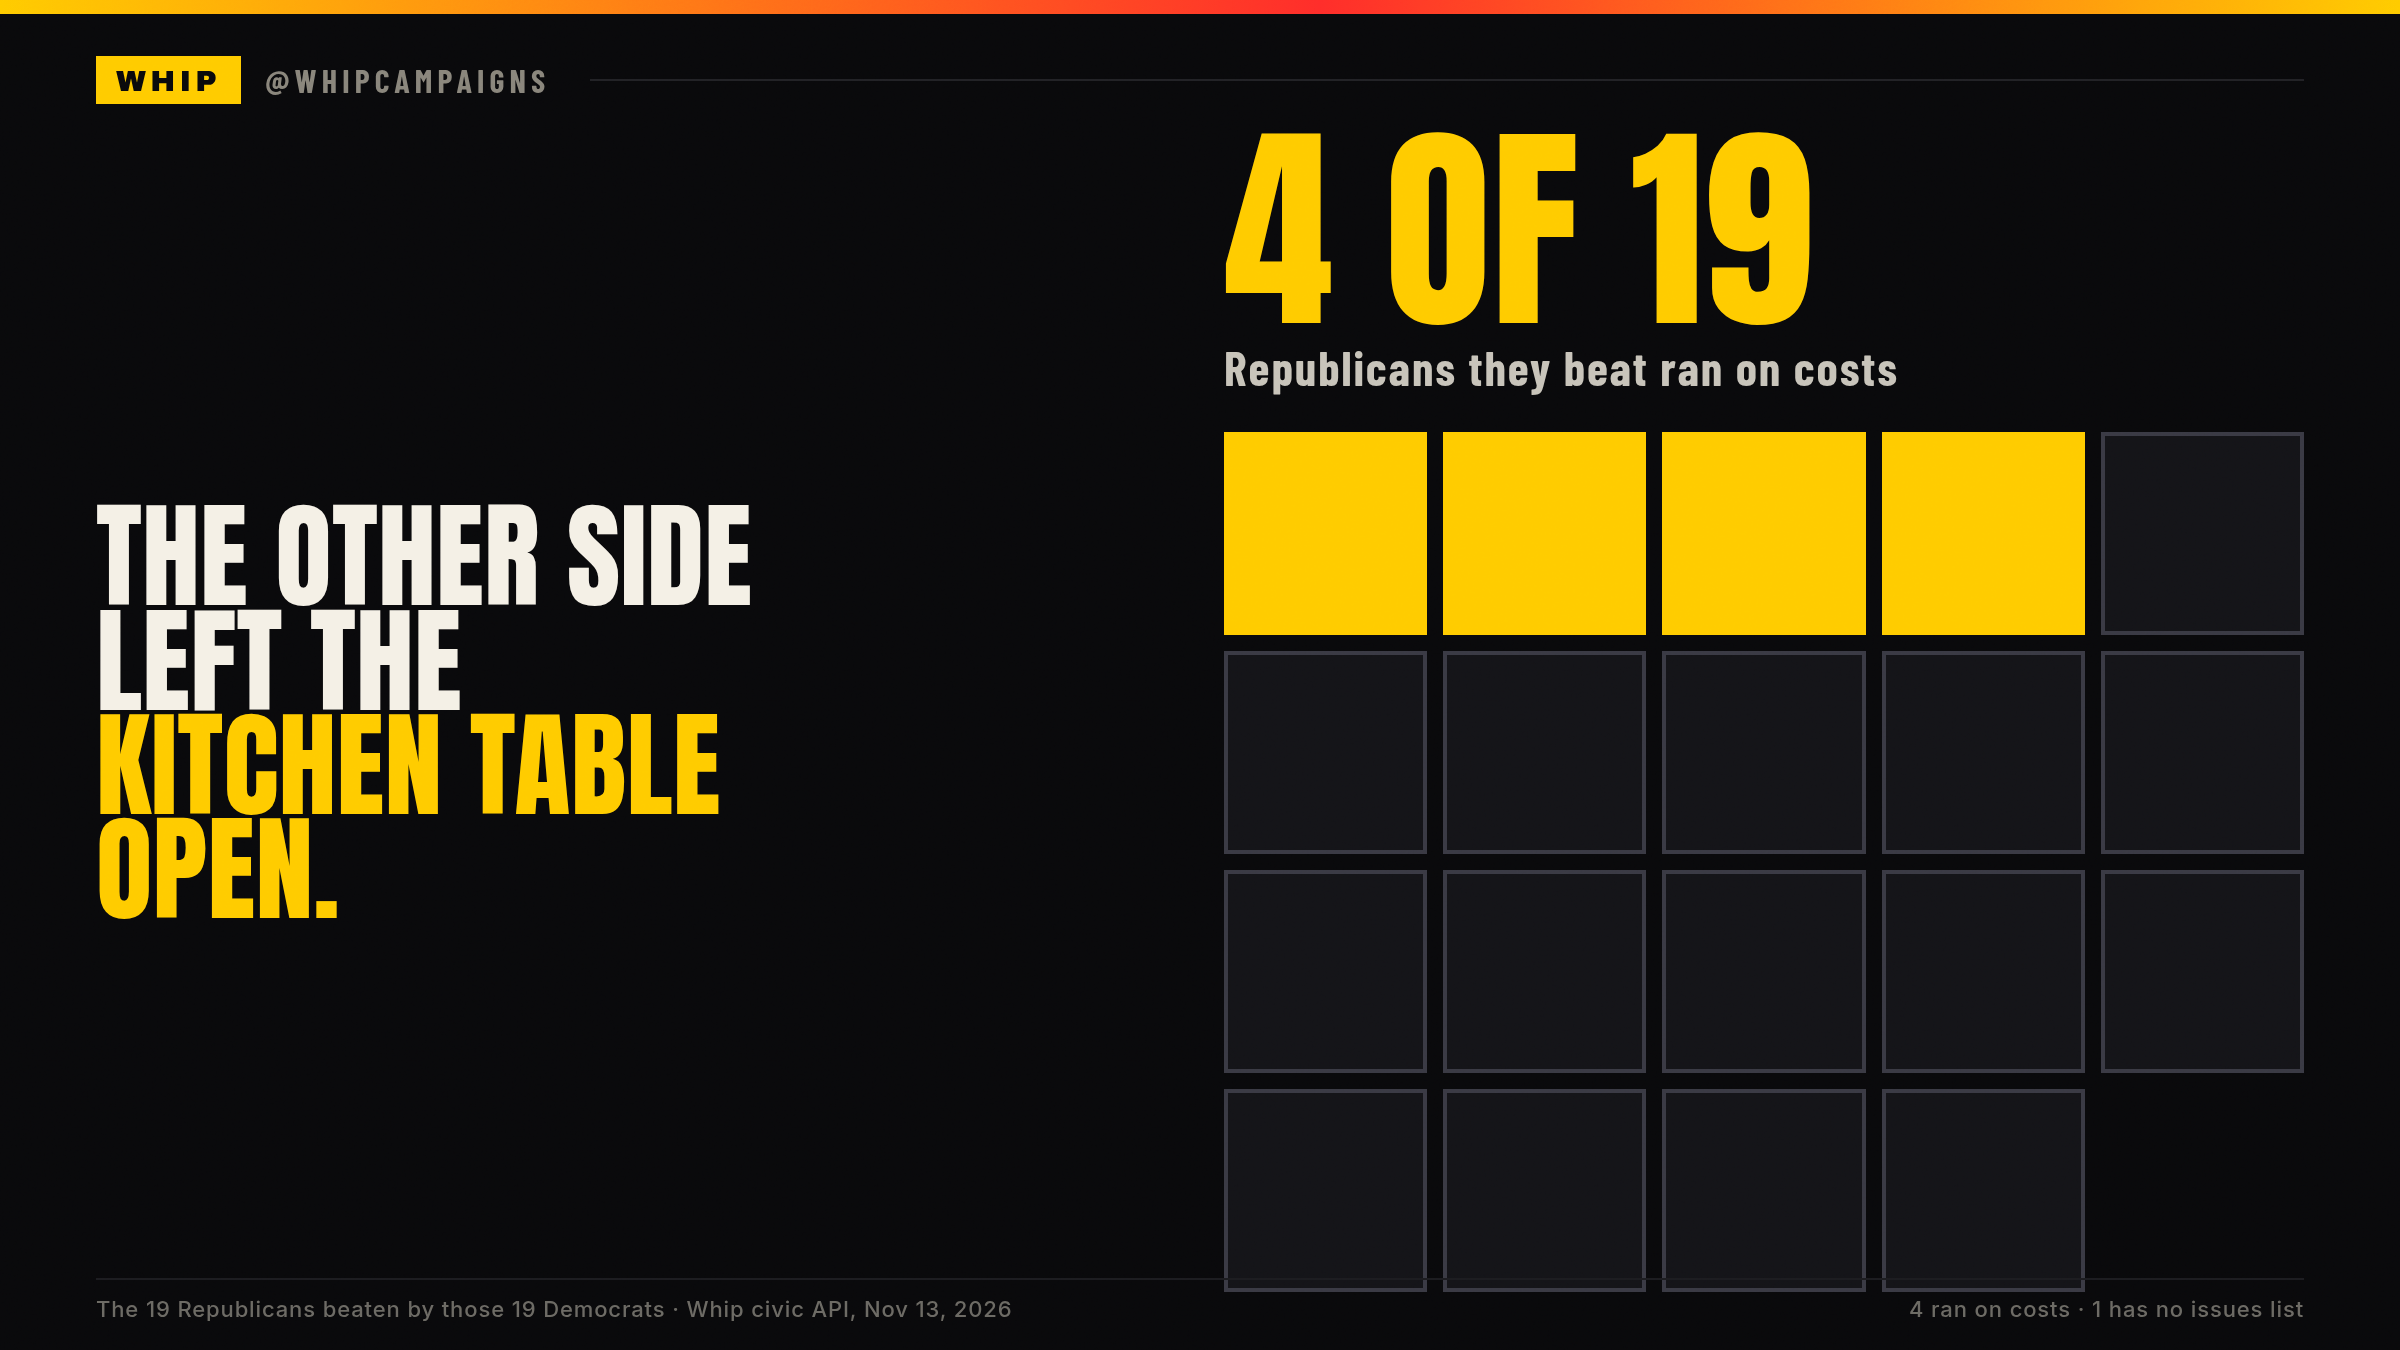 WHIP @WHIPCAMPAIGNS
THE OTHER SIDE
LEFT THE
KITCHEN TABLE
OPEN.
4 OF 19
Republicans they beat ran on costs
The 19 Republicans beaten by those 19 Democrats · Whip civic API, Nov 13, 2026
4 ran on costs · 1 has no issues list